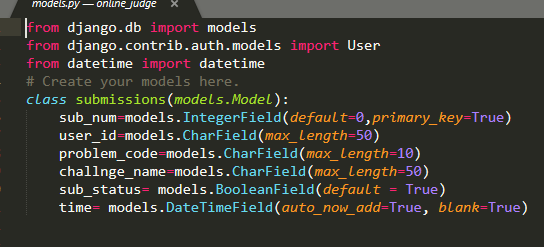 models.py — online_judge ×
from django.db import models
from django.contrib.auth.models import User
from datetime import datetime
# Create your models here.
class submissions(models.Model):
    sub_num=models.IntegerField(default=0,primary_key=True)
    user_id=models.CharField(max_length=50)
    problem_code=models.CharField(max_length=10)
    challnge_name=models.CharField(max_length=50)
    sub_status= models.BooleanField(default = True)
    time= models.DateTimeField(auto_now_add=True, blank=True)